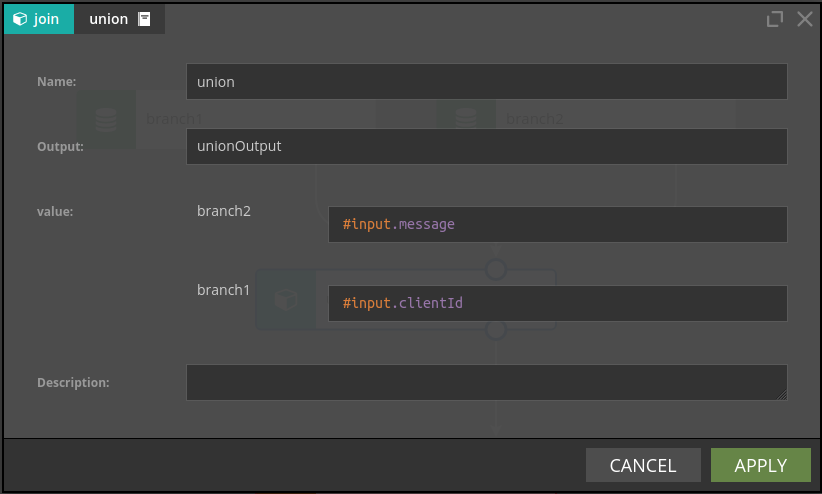 join union
Name: union
branch1 branch2
Output: unionOutput
value: branch2 #input.message
branch1 #input.clientId
Description:
CANCEL APPLY